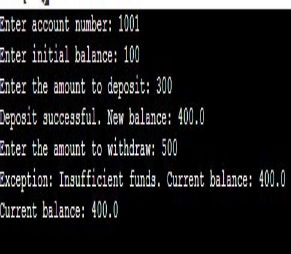 Enter account number: 1001
Enter initial balance: 100
Enter the amount to deposit: 300
Deposit successful. New balance: 400.0
Enter the amount to withdraw: 500
Exception: Insufficient funds. Current balance: 400.0
Current balance: 400.0